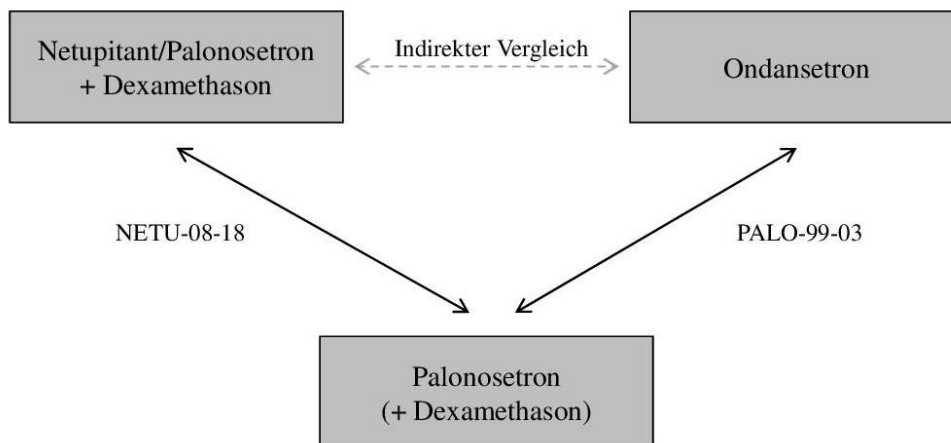 Netupitant/Palonosetron
+ Dexamethason
Indirekter Vergleich
Ondansetron
NETU-08-18
PALO-99-03
Palonosetron
(+ Dexamethason)